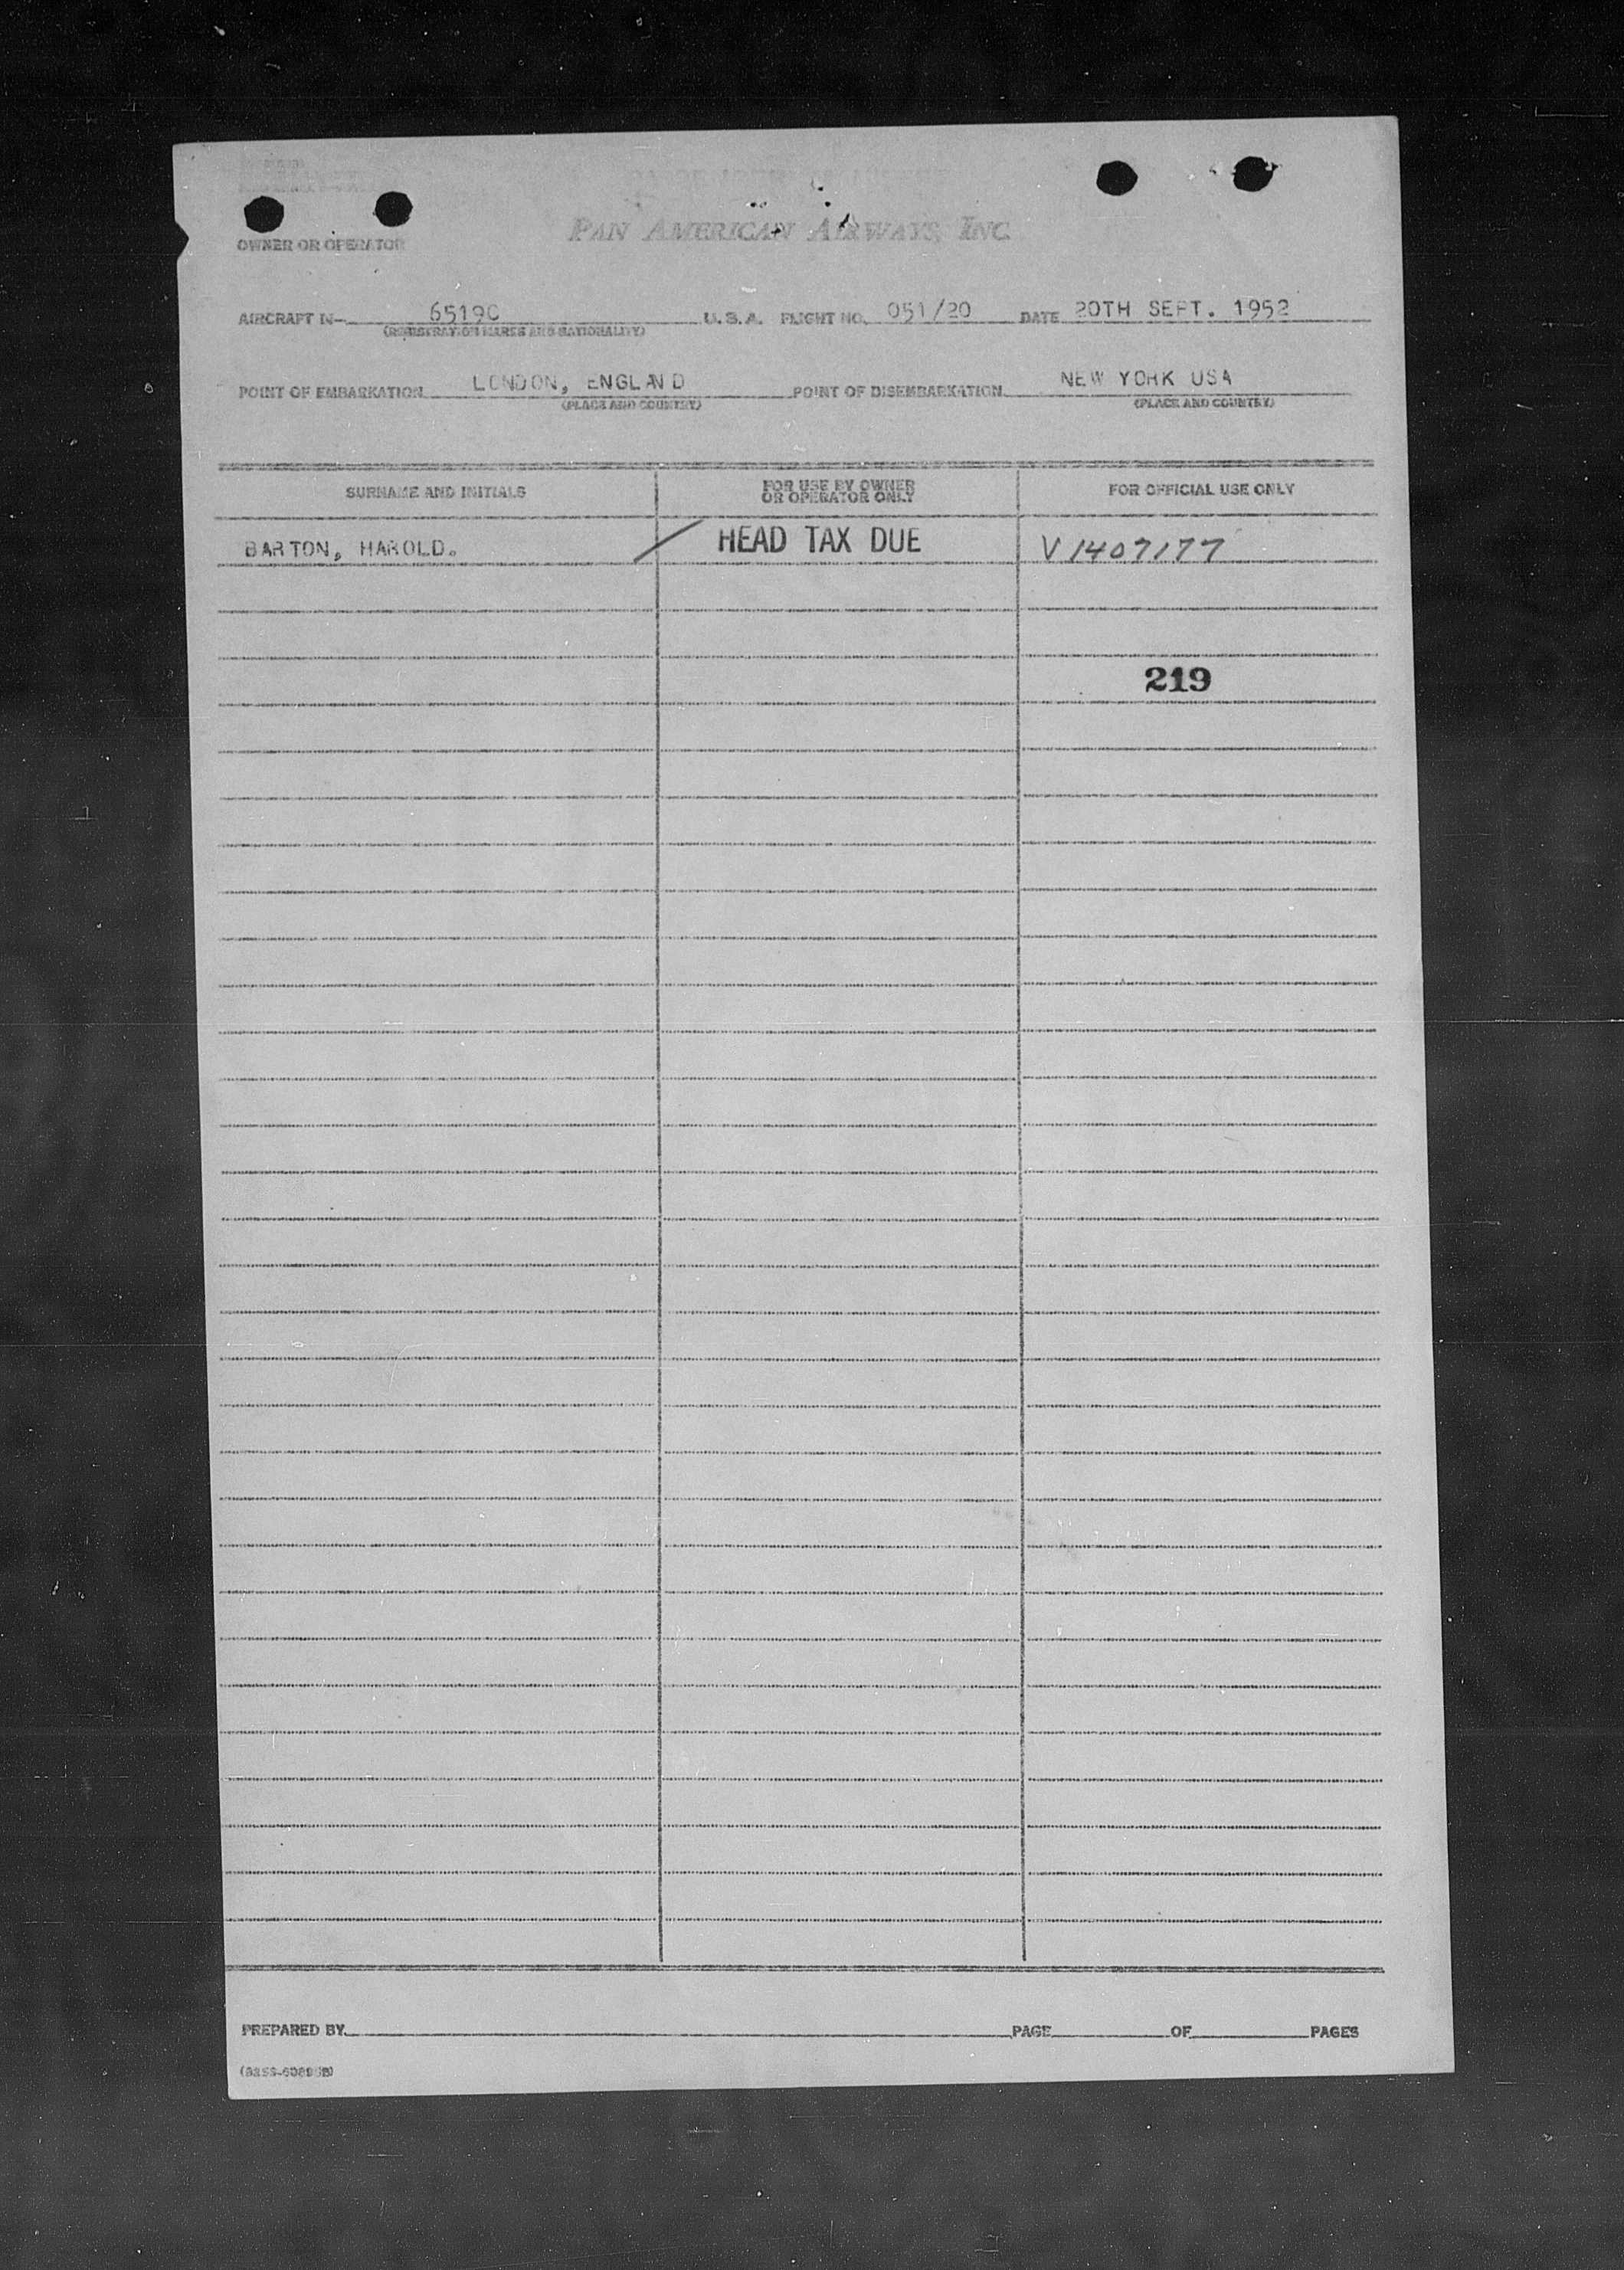 PAN AMERICAN AIRWAYS, INC.
OWNER OR OPERATOR
AIRCRAFT N- 6519C U.S.A. FLIGHT NO. 051/20 DATE 20TH SEPT. 1952
(REGISTRATION MARKS AND NATIONALITY)
POINT OF EMBARKATION LONDON, ENGLAND POINT OF DISEMBARKATION NEW YORK USA
(PLACE AND COUNTRY) (PLACE AND COUNTRY)
SURNAME AND INITIALS FOR USE BY OWNER OR OPERATOR ONLY FOR OFFICIAL USE ONLY
BARTON, HAROLD. HEAD TAX DUE V1407177
219
PREPARED BY PAGE OF PAGES